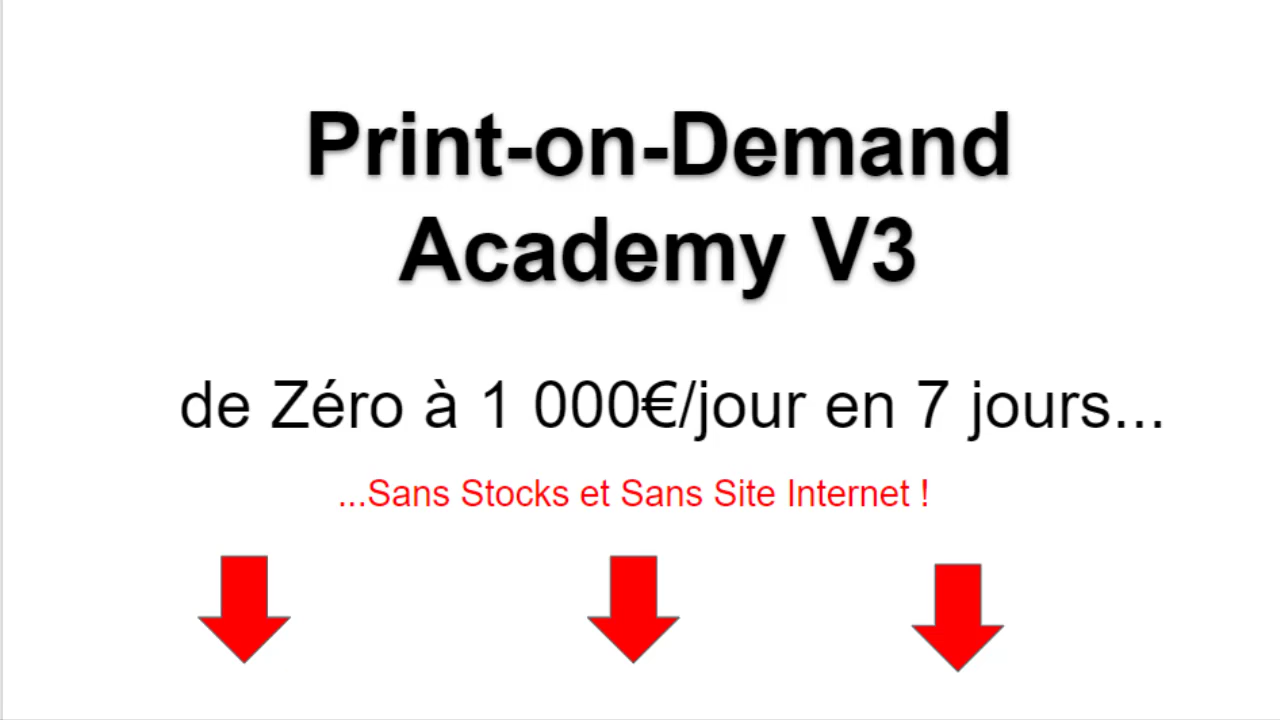 Print-on-Demand
Academy V3
de Zéro à 1 000€/jour en 7 jours...
...Sans Stocks et Sans Site Internet !